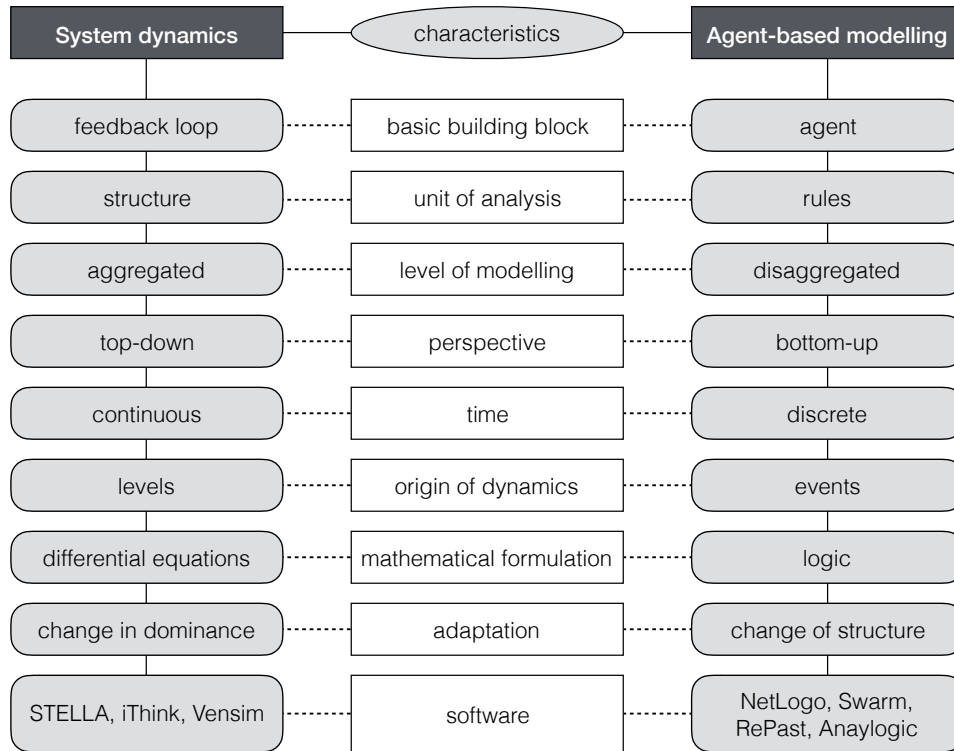 System dynamics
characteristics
Agent-based modelling
feedback loop
basic building block
agent
structure
unit of analysis
rules
aggregated
level of modelling
disaggregated
top-down
perspective
bottom-up
continuous
time
discrete
levels
origin of dynamics
events
differential equations
mathematical formulation
logic
change in dominance
adaptation
change of structure
STELLA, iThink, Vensim
software
NetLogo, Swarm,
RePast, Anaylogic